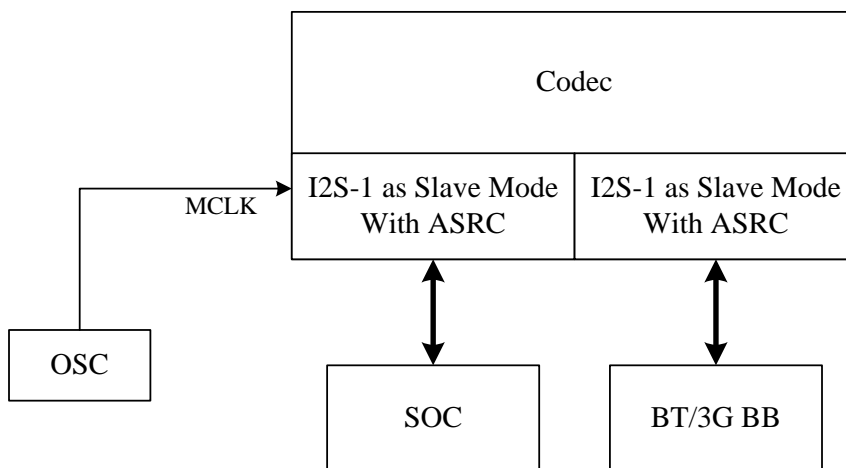 Codec
I2S-1 as Slave Mode
With ASRC
I2S-1 as Slave Mode
With ASRC
MCLK
OSC
SOC
BT/3G BB